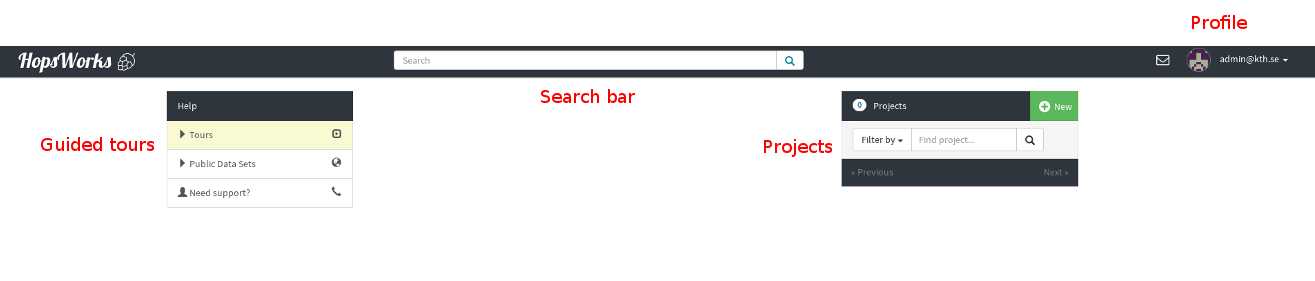 Profile
HopsWorks
Search
admin@kth.se
Search bar
Help
0 Projects
New
Guided tours
Tours
Filter by
Find project...
Projects
Public Data Sets
« Previous
Next »
Need support?